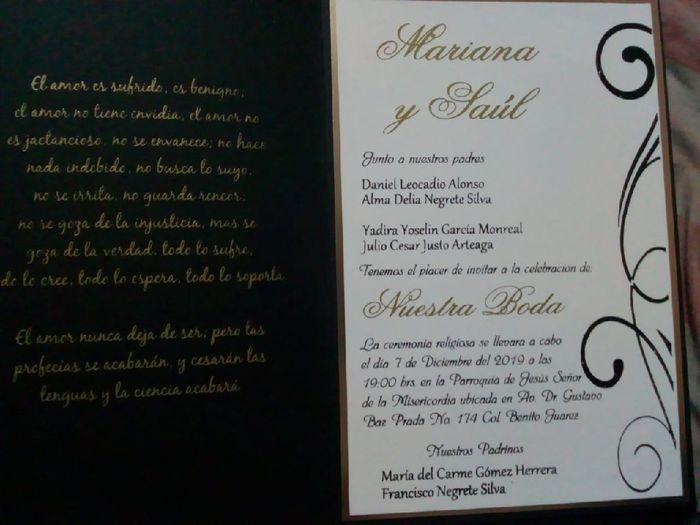 El amor es sufrido, es benigno;
el amor no tiene envidia, el amor no
es jactancioso, no se envanece; no hace
nada indebido, no busca lo suyo,
no se irrita, no guarda rencor;
no se goza de la injusticia, mas se
goza de la verdad. todo lo sufre,
do lo cree, todo lo espera, todo lo soporta.
El amor nunca deja de ser; pero las
profecias se acabarán, y cesarán las
lenguas y la ciencia acabará.
Mariana
y Saúl
Junto a nuestros padres
Daniel Leocadio Alonso
Alma Delia Negrete Silva
Yadira Yoselin García Monreal
Julio Cesar Justo Arteaga
Tenemos el placer de invitar a la celebracion de:
Nuestra Boda
La ceremonia religiosa se llevara a cabo
el día 7 de Diciembre del 2019 a las
19:00 hrs en la Parroquia de Jesús Señor
de la Misericordia ubicada en Av. Dr. Gustavo
Baz Prada No. 174 Col Benito Juarez
Nuestros Padrinos
María del Carme Gómez Herrera
Francisco Negrete Silva